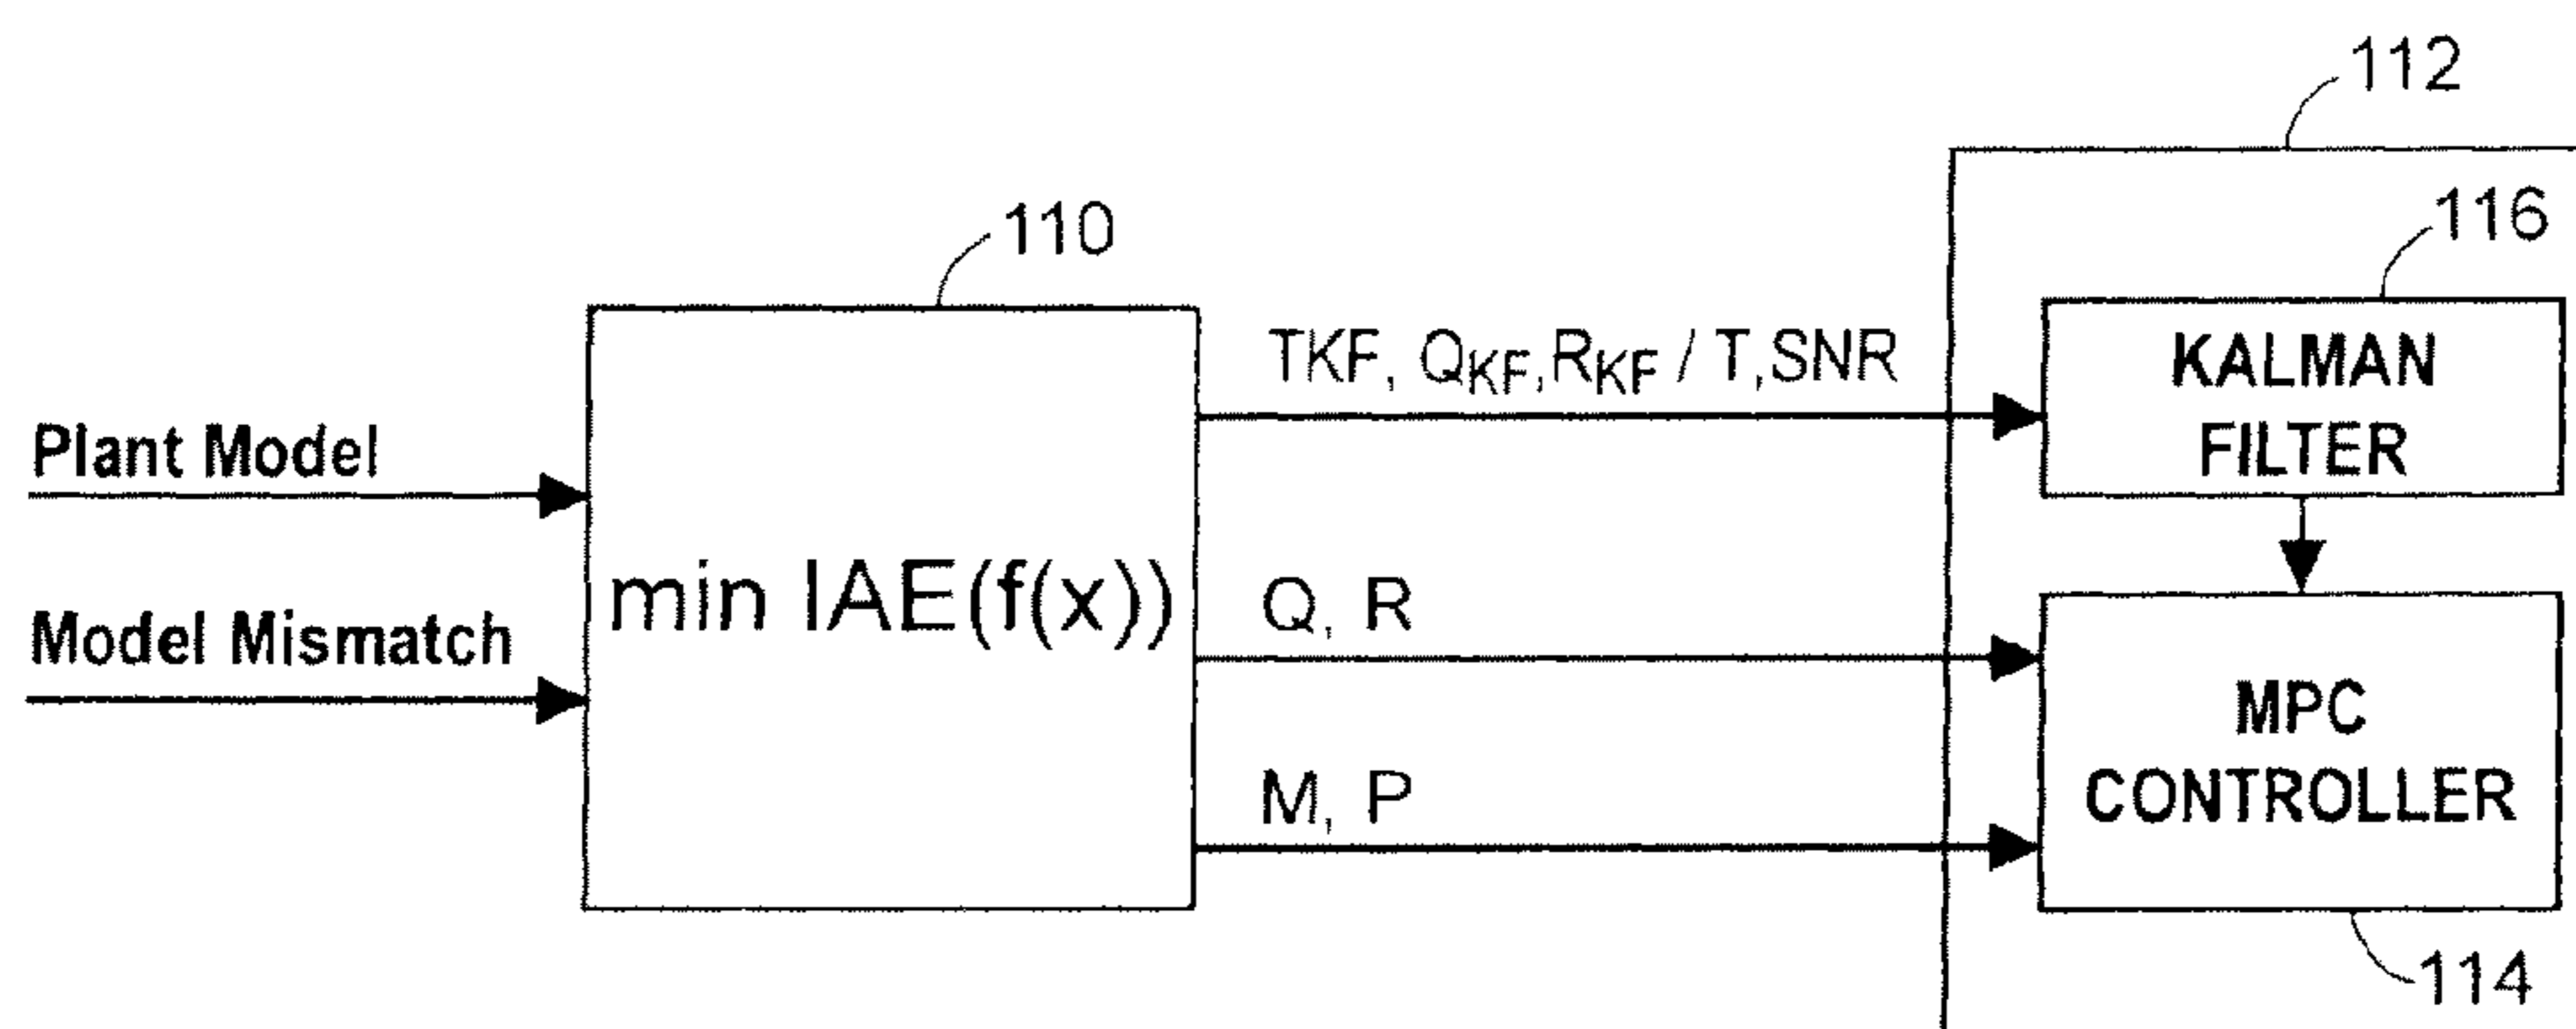 112
116
110
KALMAN
FILTER
TKF, QKF,RKF / T,SNR
Plant Model
min IAE(f(x))
Q, R
Model Mismatch
MPC
CONTROLLER
M, P
114